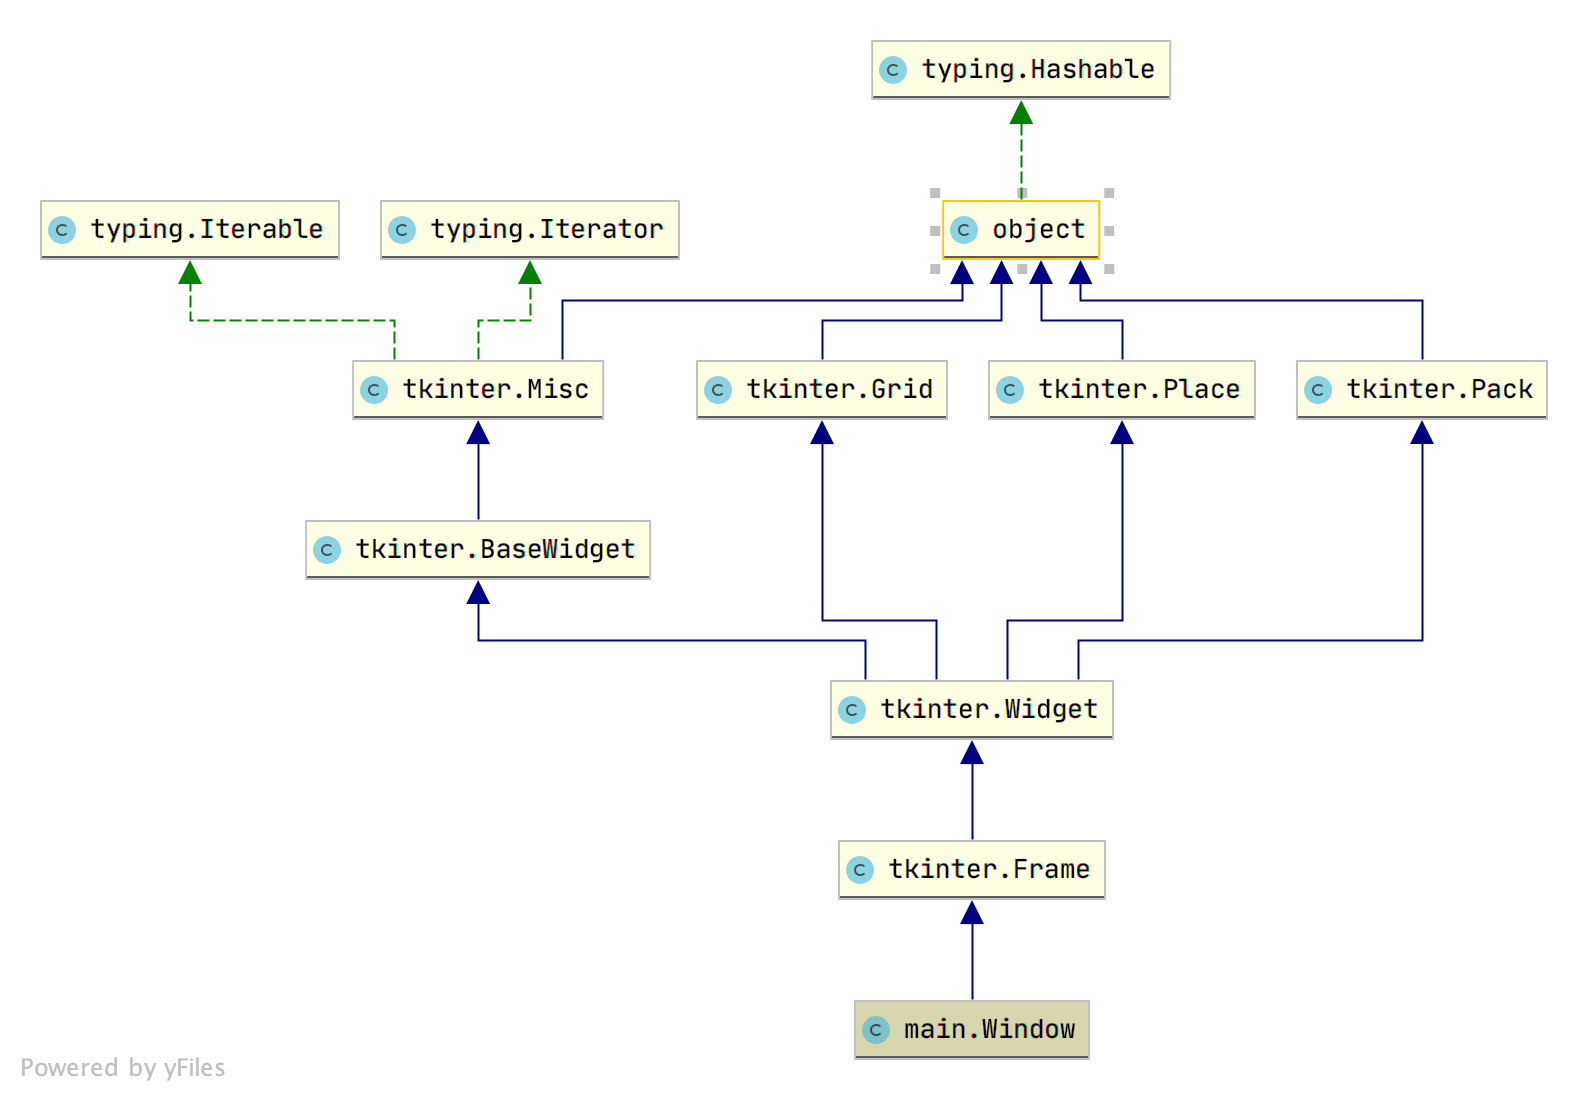 C typing.Hashable
C typing.Iterable
C typing.Iterator
C object
C tkinter.Misc
C tkinter.Grid
C tkinter.Place
C tkinter.Pack
C tkinter.BaseWidget
C tkinter.Widget
C tkinter.Frame
C main.Window
Powered by yFiles